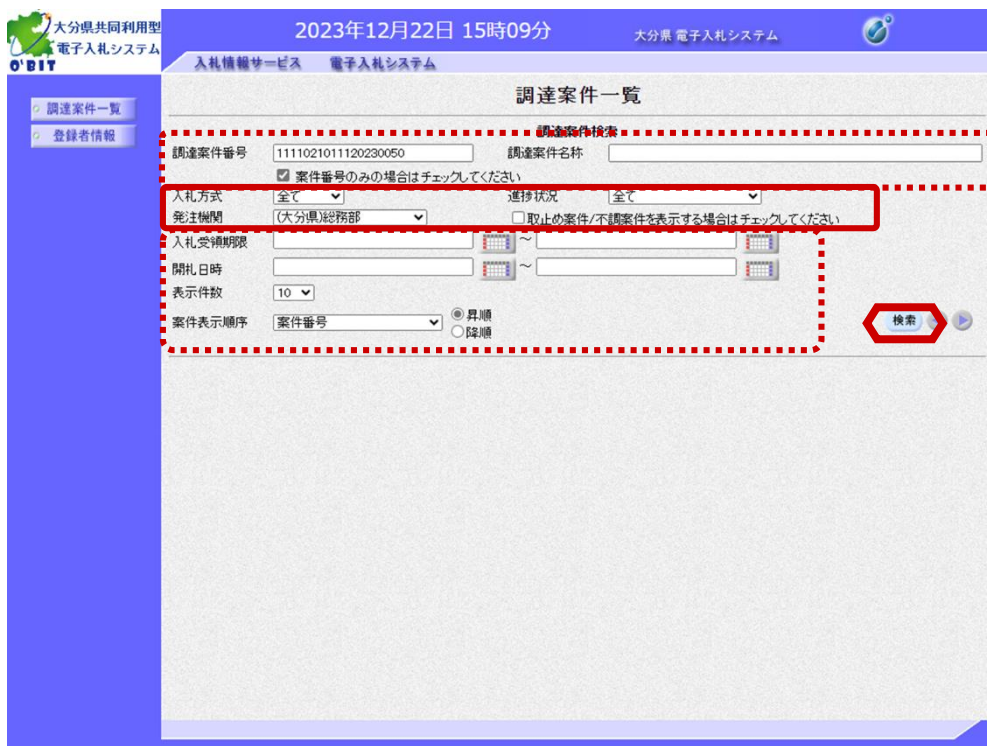 大分県共同利用型
電子入札システム
O'BIT
2023年12月22日 15時09分
大分県 電子入札システム
入札情報サービス 電子入札システム
調達案件一覧
登録者情報
調達案件一覧
調達案件検索
調達案件番号 1111021011120230050 調達案件名称
案件番号のみの場合はチェックしてください
入札方式 全て 進捗状況 全て
発注機関 (大分県)総務部 取止め案件/不調案件を表示する場合はチェックしてください
入札受領期限 ～
開札日時 ～
表示件数 10
案件表示順序 案件番号 昇順
降順
検索